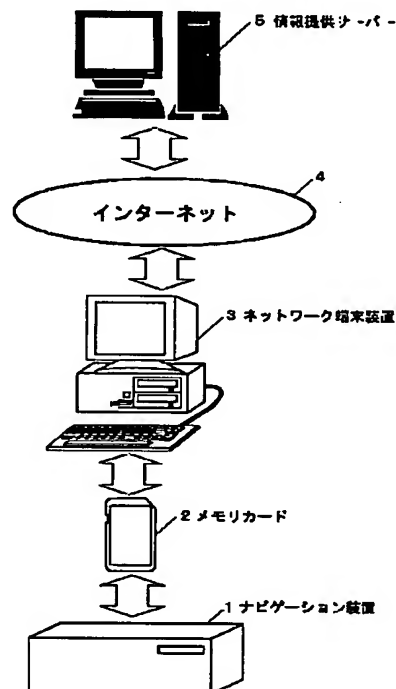 5 情報提供サーバー
4
インターネット
3 ネットワーク端末装置
2 メモリカード
1 ナビゲーション装置